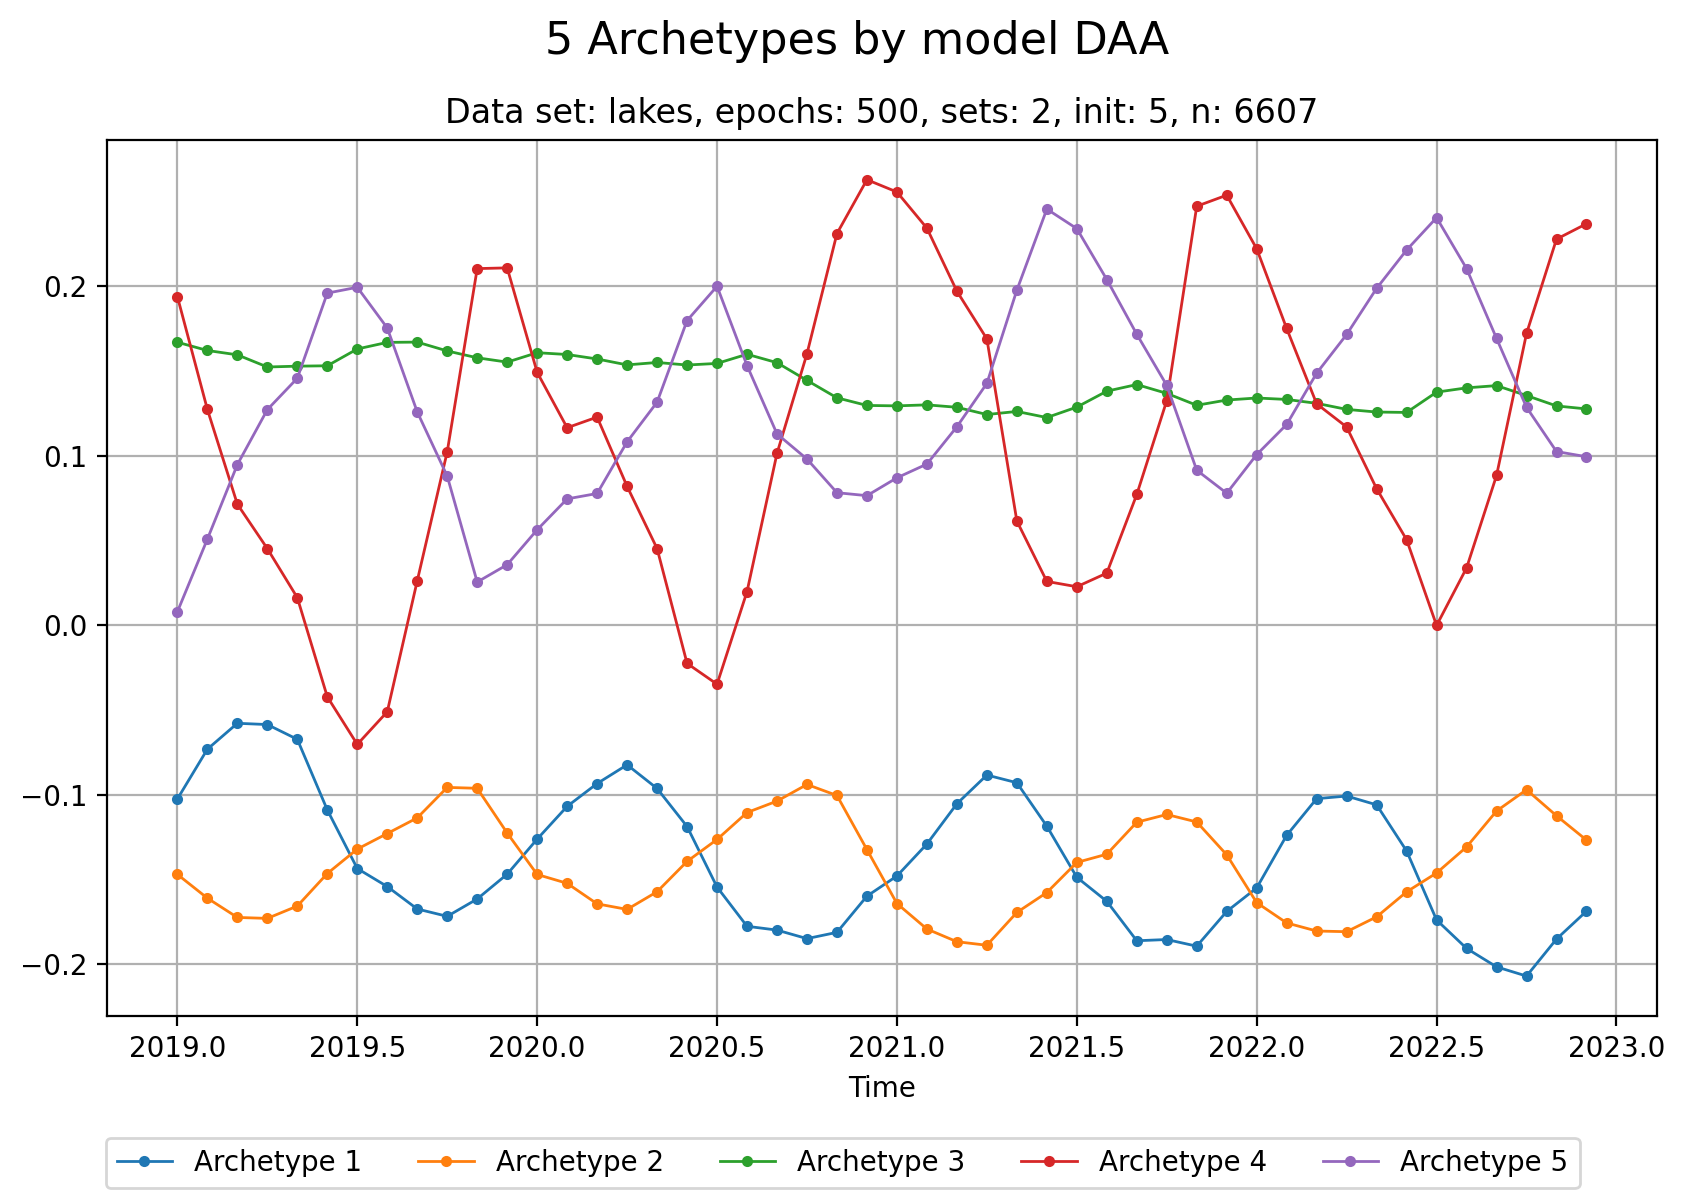 5 Archetypes by model DAA
Data set: lakes, epochs: 500, sets: 2, init: 5, n: 6607
0.2
0.1
0.0
−0.1
−0.2
2019.0 2019.5 2020.0 2020.5 2021.0 2021.5 2022.0 2022.5 2023.0
Time
Archetype 1 Archetype 2 Archetype 3 Archetype 4 Archetype 5